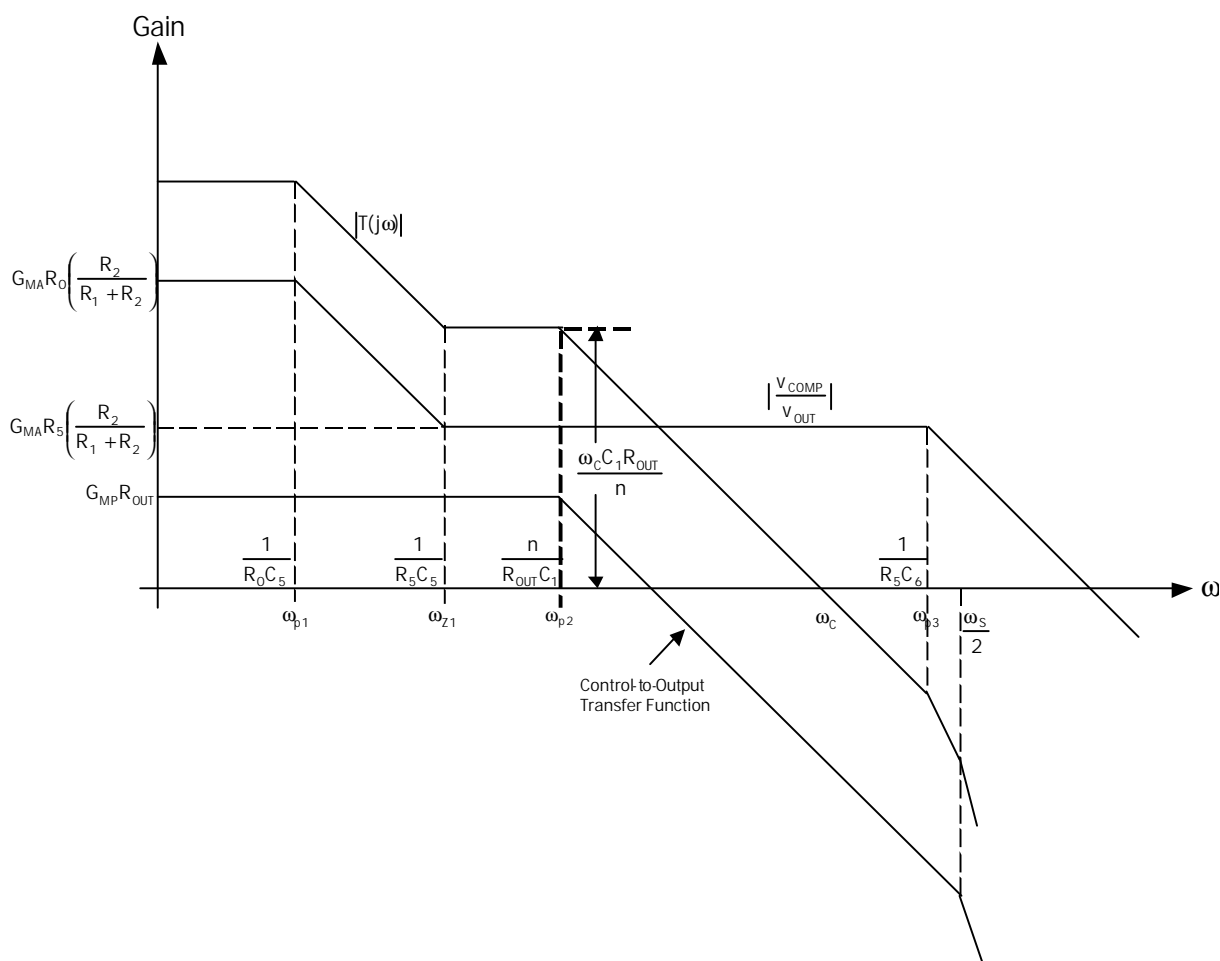 Gain
|T(jω)|
G_MA R_O (R_2 / (R_1 + R_2))
|v_COMP / v_OUT|
G_MA R_5 (R_2 / (R_1 + R_2))
ω_C C_1 R_OUT / n
G_MP R_OUT
1 / (R_O C_5)
1 / (R_5 C_5)
n / (R_OUT C_1)
1 / (R_5 C_6)
ω
ω_p1
ω_Z1
ω_p2
ω_C
ω_p3
ω_S / 2
Control-to-Output
Transfer Function